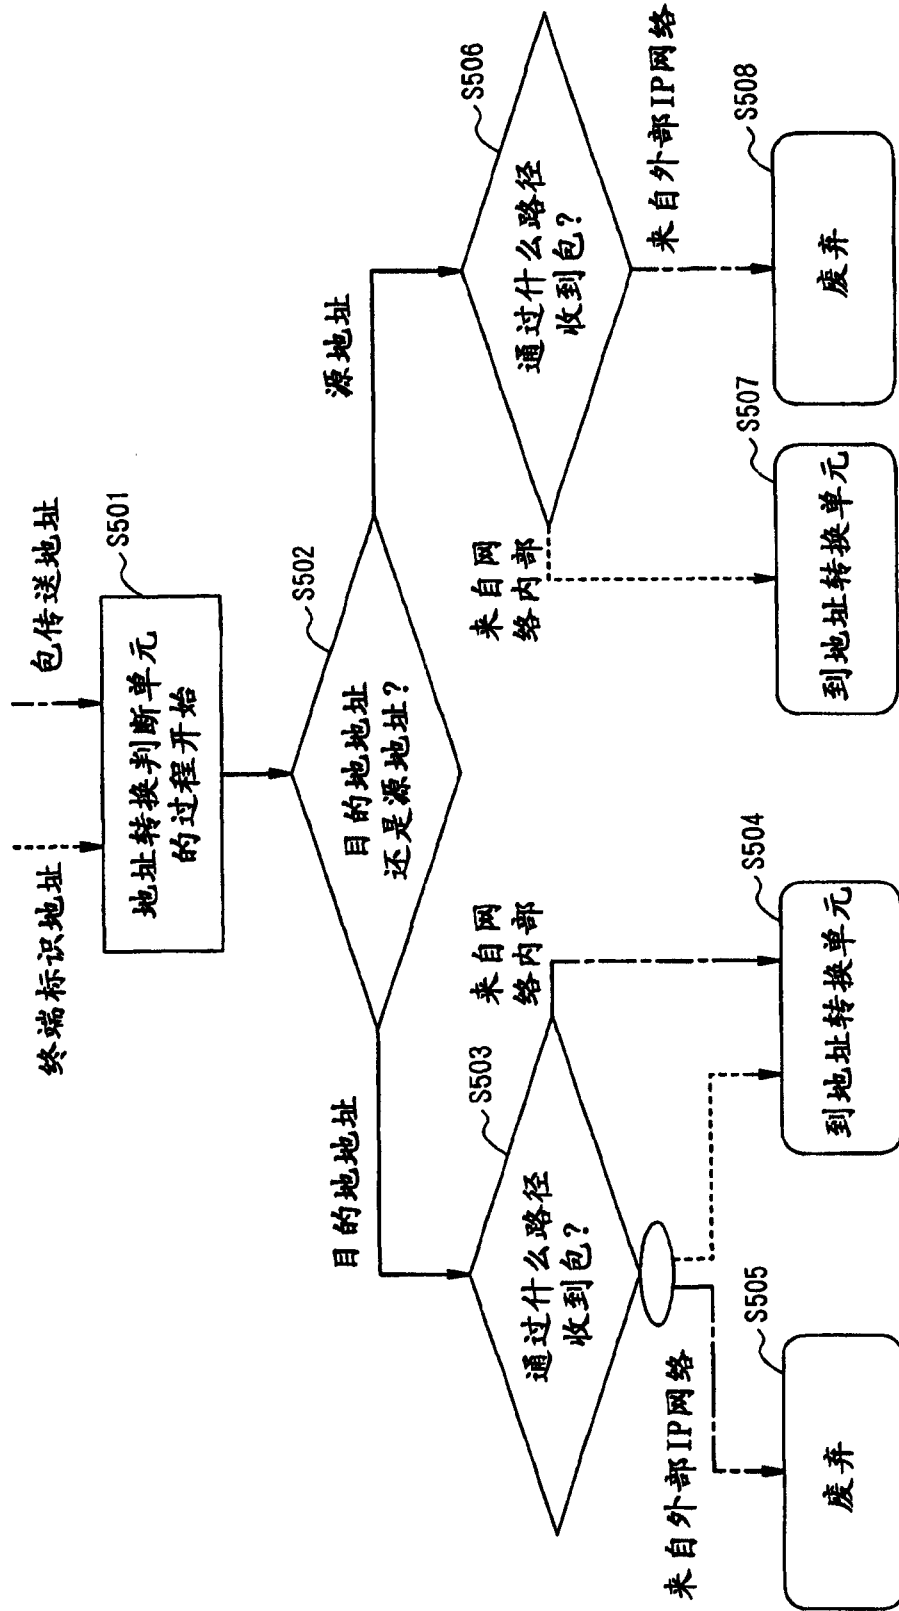 终端标识地址
包传送地址
S501
地址转换判断单元
的过程开始
S502
目的地地址
还是源地址?
目的地地址
源地址
S503
通过什么路径
收到包?
来自网
络内部
S506
通过什么路径
收到包?
来自网
络内部
来自外部IP网络
来自外部IP网络
S505
废弃
S504
到地址转换单元
S507
到地址转换单元
S508
废弃